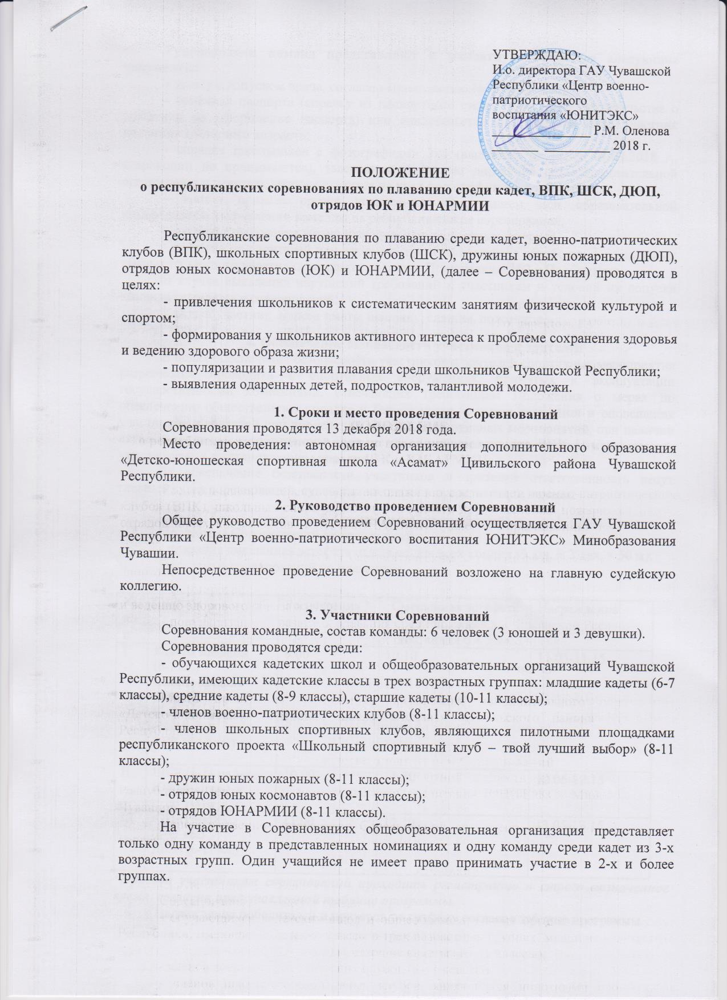 УТВЕРЖДАЮ:
И.о. директора ГАУ Чувашской
Республики «Центр военно-
патриотического
воспитания «ЮНИТЭКС»
_______________ Р.М. Оленова
_______ __________ 2018 г.
ПОЛОЖЕНИЕ
о республиканских соревнованиях по плаванию среди кадет, ВПК, ШСК, ДЮП,
отрядов ЮК и ЮНАРМИИ
Республиканские соревнования по плаванию среди кадет, военно-патриотических
клубов (ВПК), школьных спортивных клубов (ШСК), дружины юных пожарных (ДЮП),
отрядов юных космонавтов (ЮК) и ЮНАРМИИ, (далее – Соревнования) проводятся в
целях:
- привлечения школьников к систематическим занятиям физической культурой и
спортом;
- формирования у школьников активного интереса к проблеме сохранения здоровья
и ведению здорового образа жизни;
- популяризации и развития плавания среди школьников Чувашской Республики;
- выявления одаренных детей, подростков, талантливой молодежи.
1. Сроки и место проведения Соревнований
Соревнования проводятся 13 декабря 2018 года.
Место проведения: автономная организация дополнительного образования
«Детско-юношеская спортивная школа «Асамат» Цивильского района Чувашской
Республики.
2. Руководство проведением Соревнований
Общее руководство проведением Соревнований осуществляется ГАУ Чувашской
Республики «Центр военно-патриотического воспитания ЮНИТЭКС» Минобразования
Чувашии.
Непосредственное проведение Соревнований возложено на главную судейскую
коллегию.
3. Участники Соревнований
Соревнования командные, состав команды: 6 человек (3 юношей и 3 девушки).
Соревнования проводятся среди:
- обучающихся кадетских школ и общеобразовательных организаций Чувашской
Республики, имеющих кадетские классы в трех возрастных группах: младшие кадеты (6-7
классы), средние кадеты (8-9 классы), старшие кадеты (10-11 классы);
- членов военно-патриотических клубов (8-11 классы);
- членов школьных спортивных клубов, являющихся пилотными площадками
республиканского проекта «Школьный спортивный клуб – твой лучший выбор» (8-11
классы);
- дружин юных пожарных (8-11 классы);
- отрядов юных космонавтов (8-11 классы);
- отрядов ЮНАРМИИ (8-11 классы).
На участие в Соревнованиях общеобразовательная организация представляет
только одну команду в представленных номинациях и одну команду среди кадет из 3-х
возрастных групп. Один учащийся не имеет право принимать участие в 2-х и более
группах.